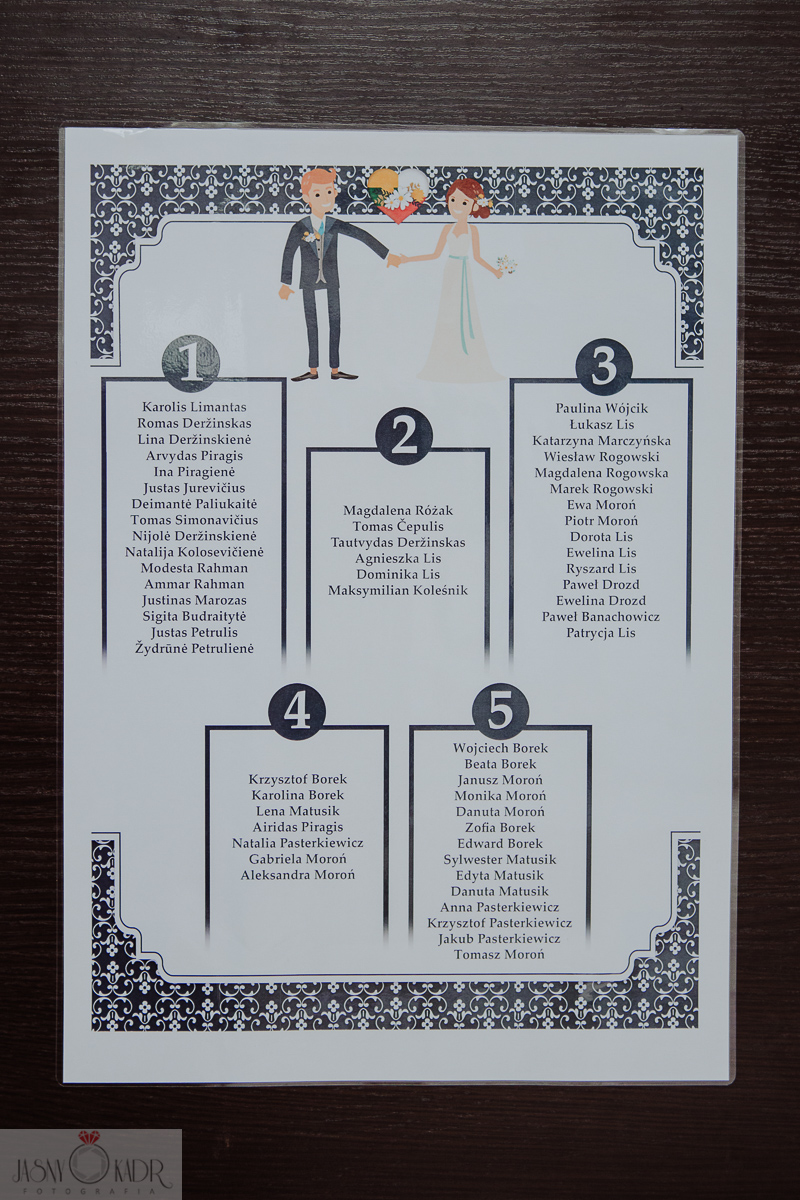 1
Karolis Limantas
Romas Deržinskas
Lina Deržinskienė
Arvydas Piragis
Ina Piragienė
Justas Jurevičius
Deimantė Paliukaitė
Tomas Simonavičius
Nijolė Deržinskienė
Natalija Kolosevičienė
Modesta Rahman
Ammar Rahman
Justinas Marozas
Sigita Budraitytė
Justas Petrulis
Žydrūnė Petrulienė
2
Magdalena Różak
Tomas Čepulis
Tautvydas Deržinskas
Agnieszka Lis
Dominika Lis
Maksymilian Koleśnik
3
Paulina Wójcik
Łukasz Lis
Katarzyna Marczyńska
Wiesław Rogowski
Magdalena Rogowska
Marek Rogowski
Ewa Moroń
Piotr Moroń
Dorota Lis
Ewelina Lis
Ryszard Lis
Paweł Drozd
Ewelina Drozd
Paweł Banachowicz
Patrycja Lis
4
Krzysztof Borek
Karolina Borek
Lena Matusik
Airidas Piragis
Natalia Pasterkiewicz
Gabriela Moroń
Aleksandra Moroń
5
Wojciech Borek
Beata Borek
Janusz Moroń
Monika Moroń
Danuta Moroń
Zofia Borek
Edward Borek
Sylwester Matusik
Edyta Matusik
Danuta Matusik
Anna Pasterkiewicz
Krzysztof Pasterkiewicz
Jakub Pasterkiewicz
Tomasz Moroń
JASNY KADR
FOTOGRAFIA